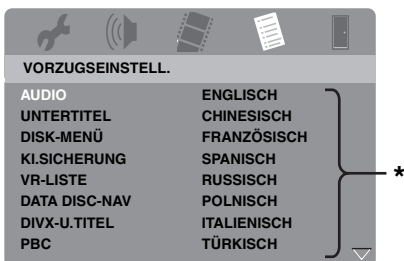 VORZUGSEINSTELL.
AUDIO ENGLISCH
UNTERTITEL CHINESISCH
DISK-MENÜ FRANZÖSISCH
KI.SICHERUNG SPANISCH
VR-LISTE RUSSISCH
DATA DISC-NAV POLNISCH
DIVX-U.TITEL ITALIENISCH
PBC TÜRKISCH
*